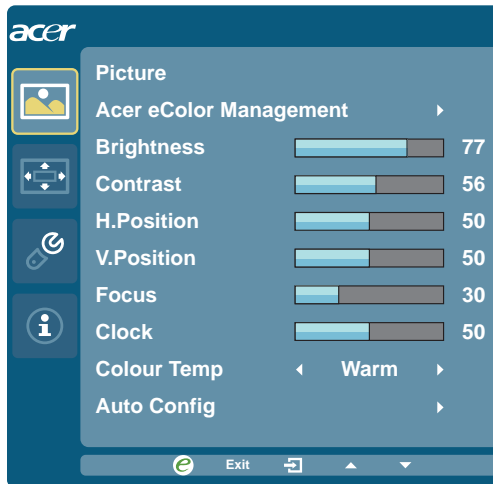 acer
Picture
Acer eColor Management
Brightness 77
Contrast 56
H.Position 50
V.Position 50
Focus 30
Clock 50
Colour Temp Warm
Auto Config
e Exit